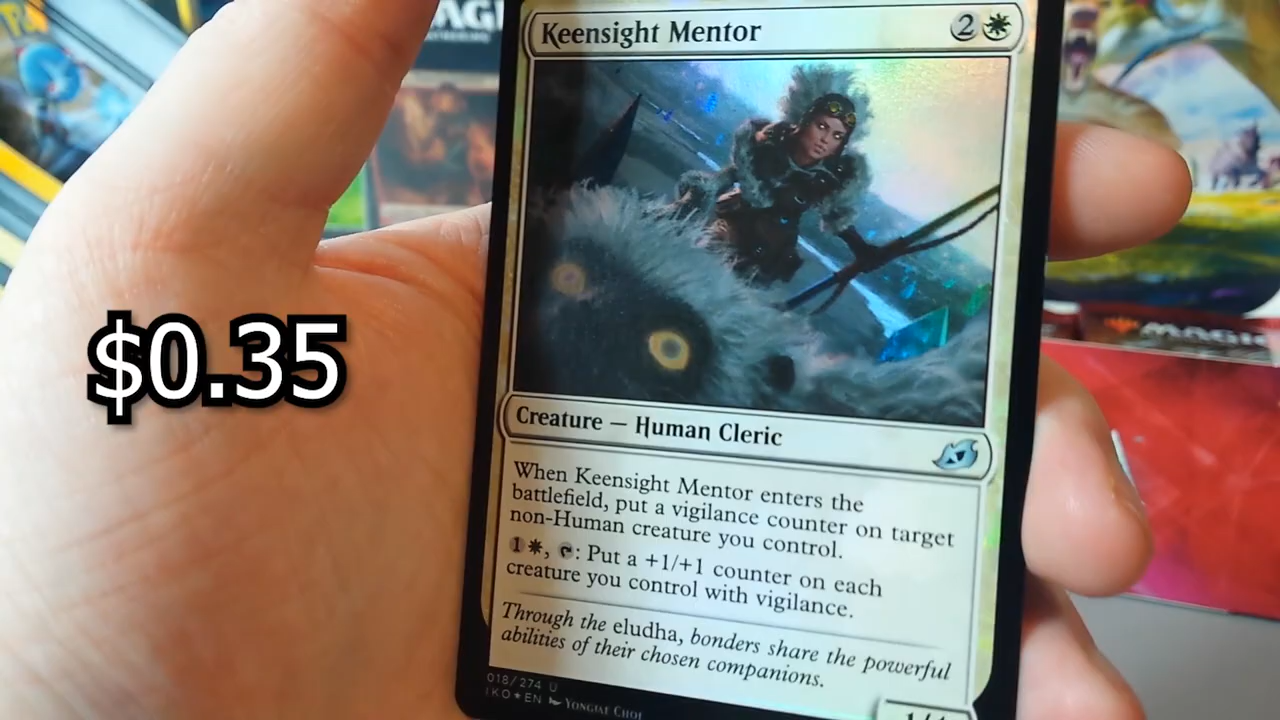 Keensight Mentor 2
$0.35
Creature — Human Cleric
When Keensight Mentor enters the
battlefield, put a vigilance counter on target
non-Human creature you control.
1 , : Put a +1/+1 counter on each
creature you control with vigilance.
Through the eludha, bonders share the powerful
abilities of their chosen companions.
018/274 U
IKO★EN YONGJAE CHOI
1/4
MAGIC